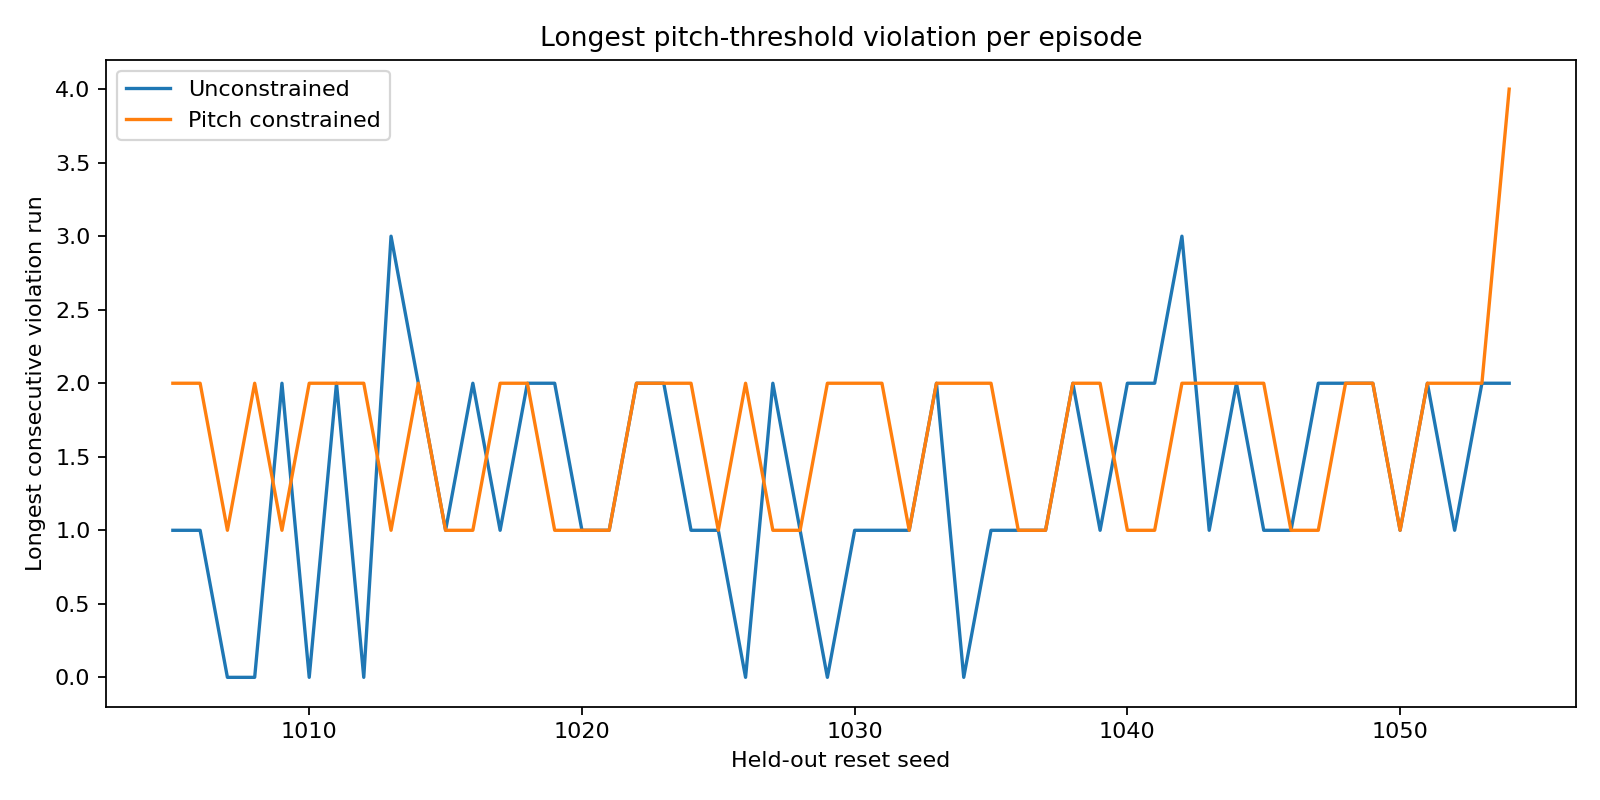 Longest pitch-threshold violation per episode
Unconstrained
Pitch constrained
Longest consecutive violation run
4.0
3.5
3.0
2.5
2.0
1.5
1.0
0.5
0.0
1010 1020 1030 1040 1050
Held-out reset seed